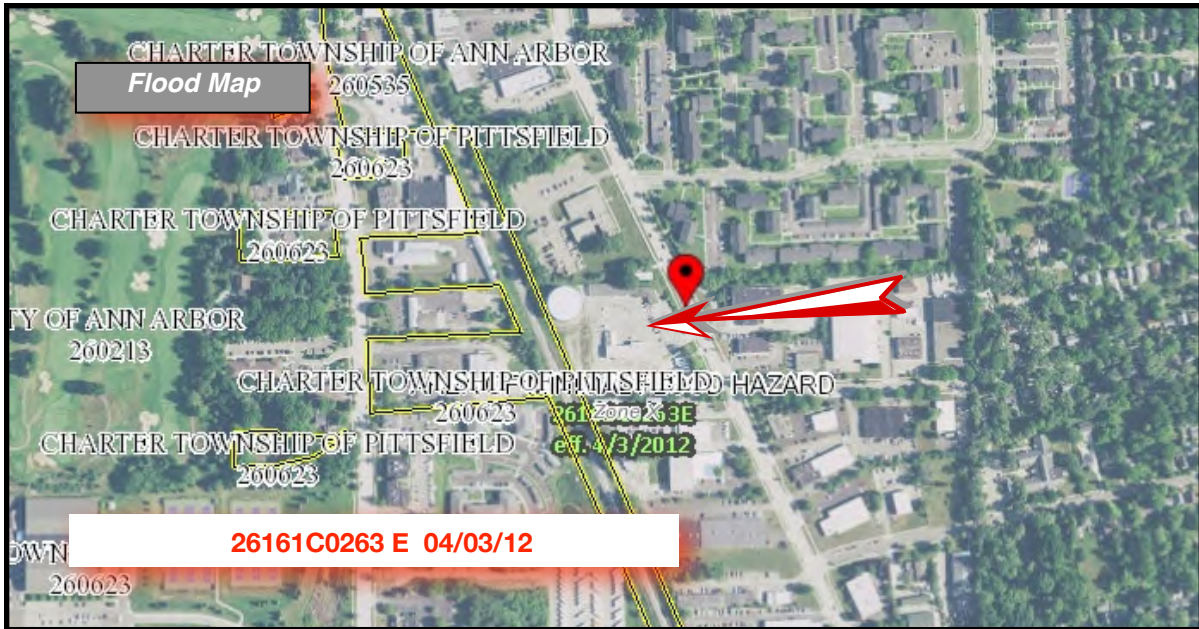 CHARTER TOWNSHIP OF ANN ARBOR
260535
Flood Map
CHARTER TOWNSHIP OF PITTSFIELD
260623
CHARTER TOWNSHIP OF PITTSFIELD
260623
TY OF ANN ARBOR
260213
CHARTER TOWNSHIP OF PITTSFIELD
HAZARD
260623
Zone X
eff. 4/3/2012
CHARTER TOWNSHIP OF PITTSFIELD
260623
26161C0263 E 04/03/12
OWN
260623